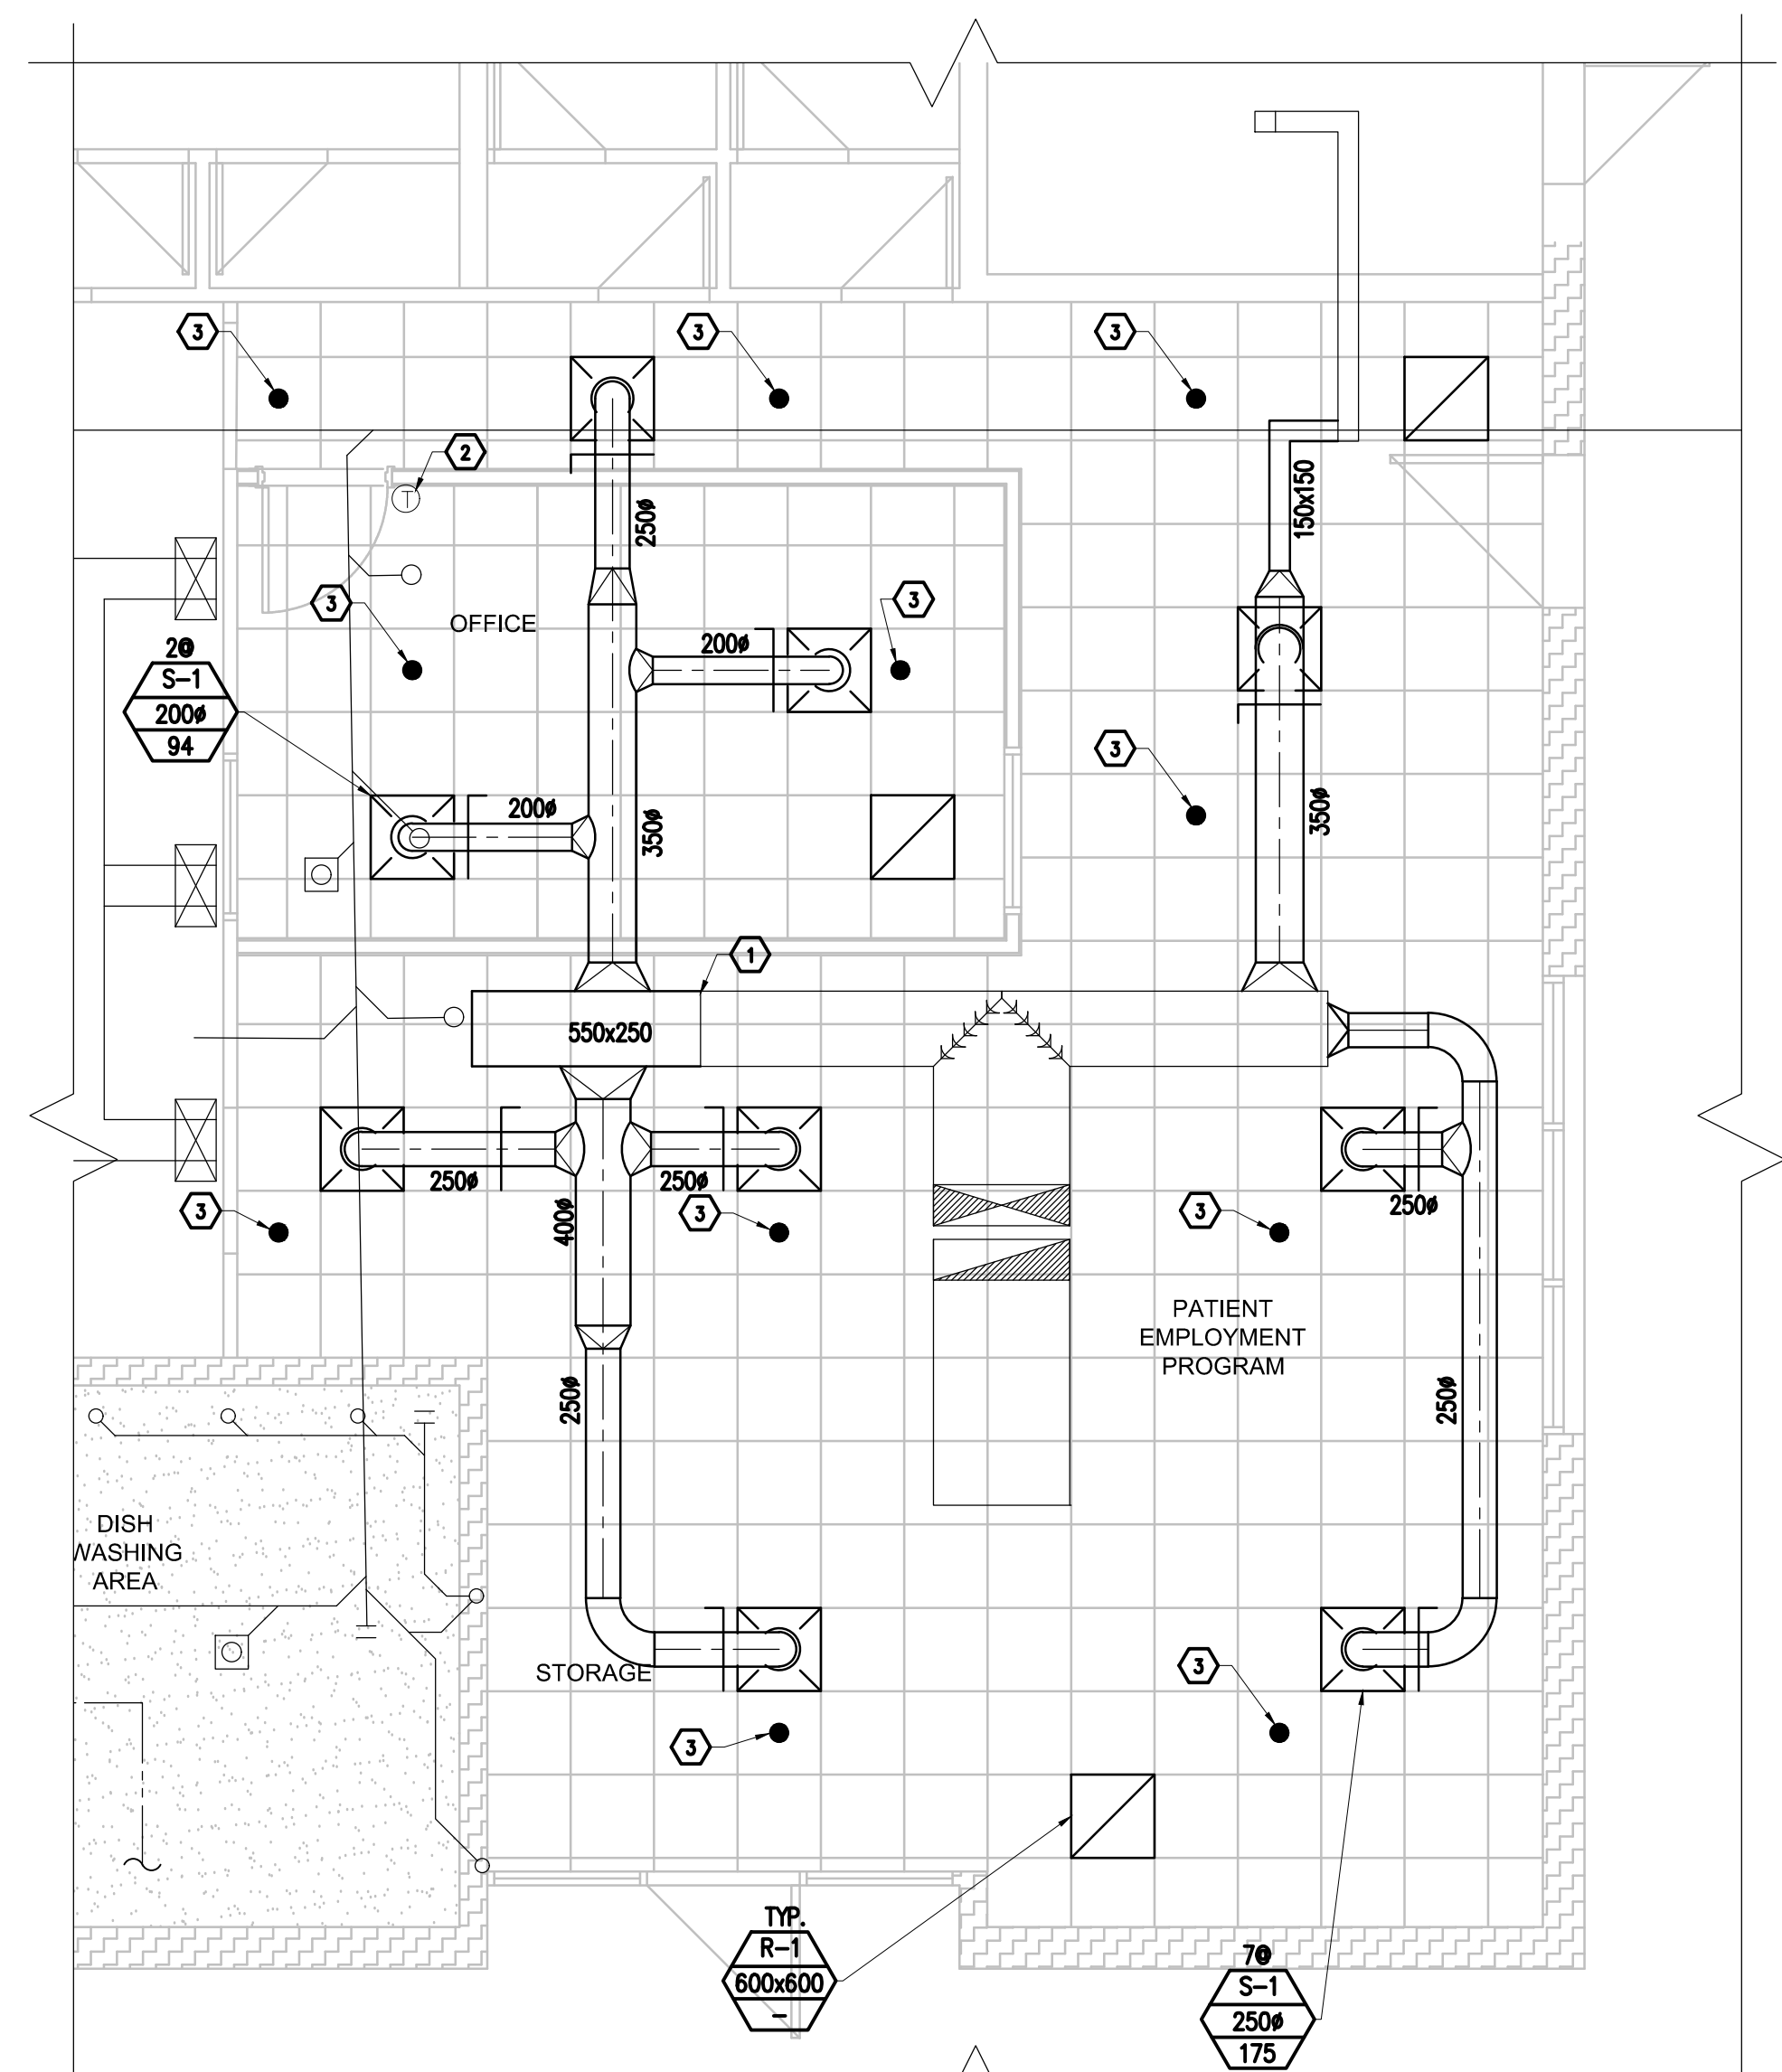 3
3
3
2
250ø
150x150
3
OFFICE
3
200ø
2@
S-1
200ø
94
3
200ø
350ø
350ø
1
550x250
250ø
250ø
250ø
3
3
3
400ø
PATIENT
EMPLOYMENT
PROGRAM
250ø
250ø
DISH
WASHING
AREA
STORAGE
3
3
TYP.
R-1
600x600
-
7@
S-1
250ø
175
T